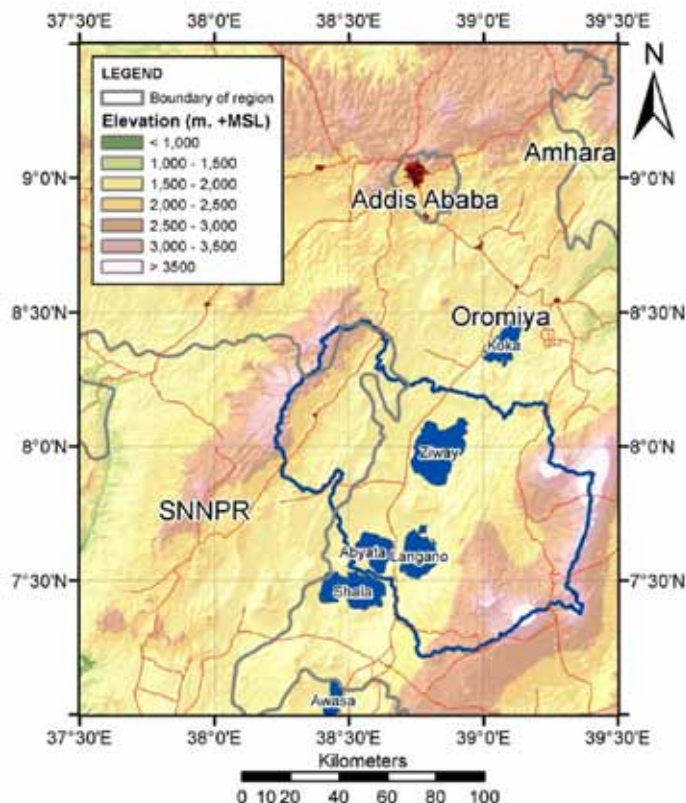 37°30'E 38°0'E 38°30'E 39°0'E 39°30'E
N
LEGEND
Boundary of region
Elevation (m. +MSL)
< 1,000
1,000 - 1,500
1,500 - 2,000
2,000 - 2,500
2,500 - 3,000
3,000 - 3,500
> 3500
Amhara
9°0'N 9°0'N
Addis Ababa
8°30'N 8°30'N
Oromiya
Koka
8°0'N 8°0'N
Ziway
SNNPR
Abyata Langano
7°30'N 7°30'N
Shalla
Awasa
37°30'E 38°0'E 38°30'E 39°0'E 39°30'E
Kilometers
0 10 20 40 60 80 100